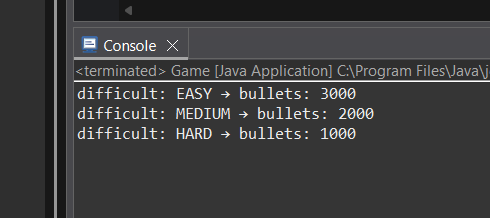 Console
<terminated> Game [Java Application] C:\Program Files\Java\j
difficult: EASY → bullets: 3000
difficult: MEDIUM → bullets: 2000
difficult: HARD → bullets: 1000